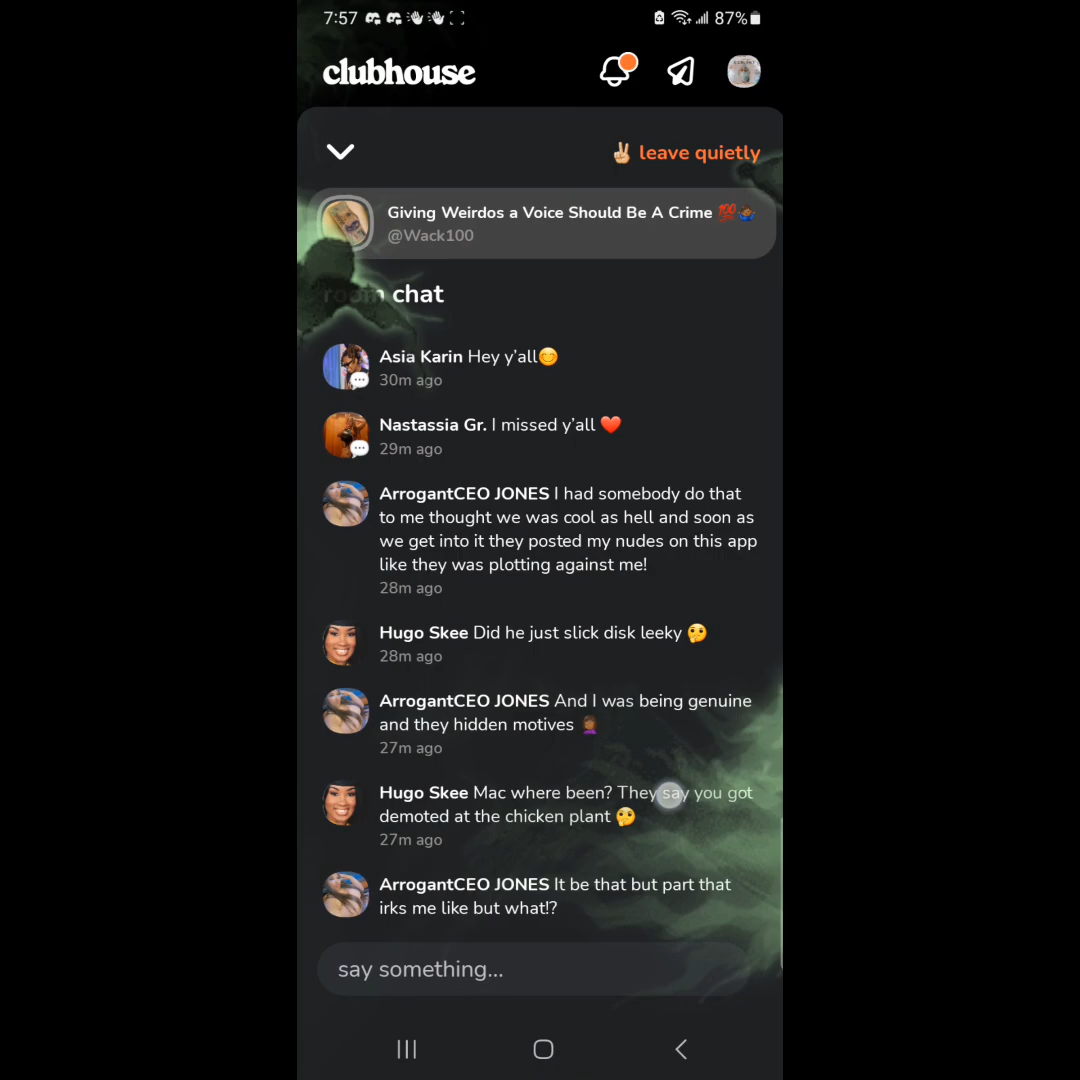 7:57
87%
clubhouse
✌🏼 leave quietly
Giving Weirdos a Voice Should Be A Crime 💯🤷🏾‍♂️
@Wack100
room chat
Asia Karin Hey y'all😊
30m ago
Nastassia Gr. I missed y'all ❤️
29m ago
ArrogantCEO JONES I had somebody do that
to me thought we was cool as hell and soon as
we get into it they posted my nudes on this app
like they was plotting against me!
28m ago
Hugo Skee Did he just slick disk leeky 🤔
28m ago
ArrogantCEO JONES And I was being genuine
and they hidden motives 🤦🏾‍♀️
27m ago
Hugo Skee Mac where been? They say you got
demoted at the chicken plant 🤔
27m ago
ArrogantCEO JONES It be that but part that
irks me like but what!?
say something...